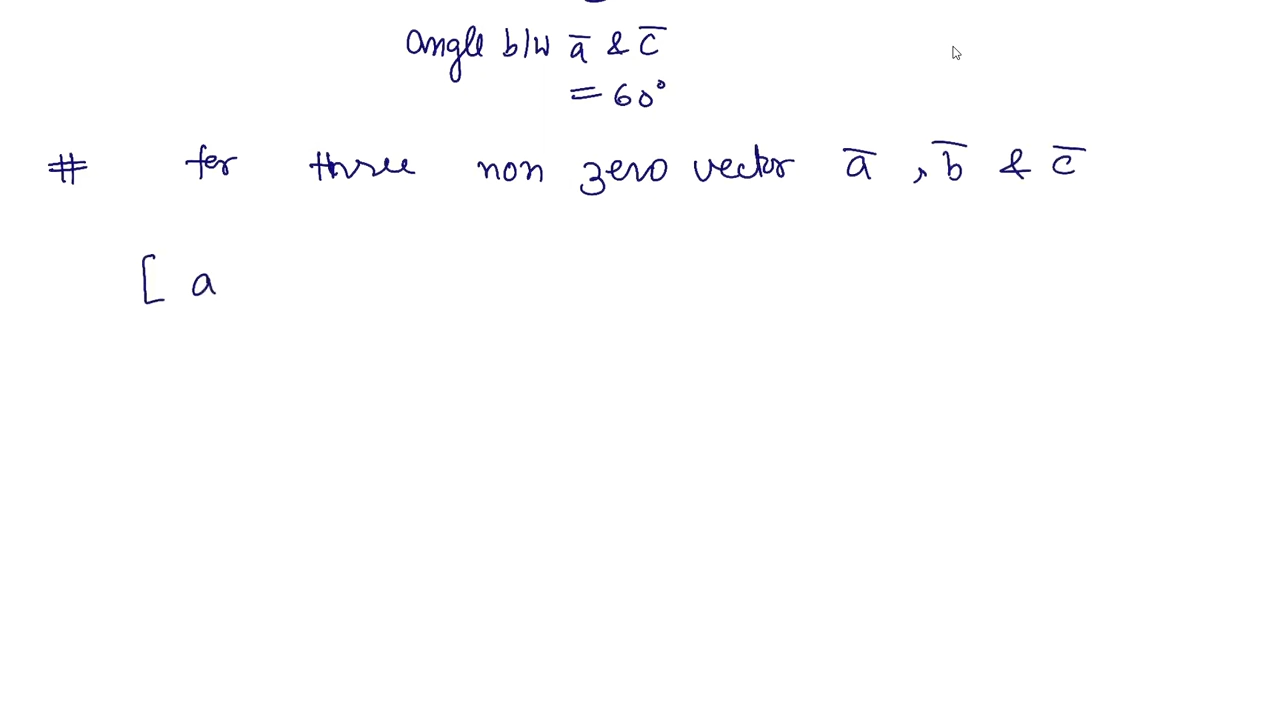 angle b/w a̅ & c̅
= 60°
# for three non zero vector a̅ , b̅ & c̅
[ a